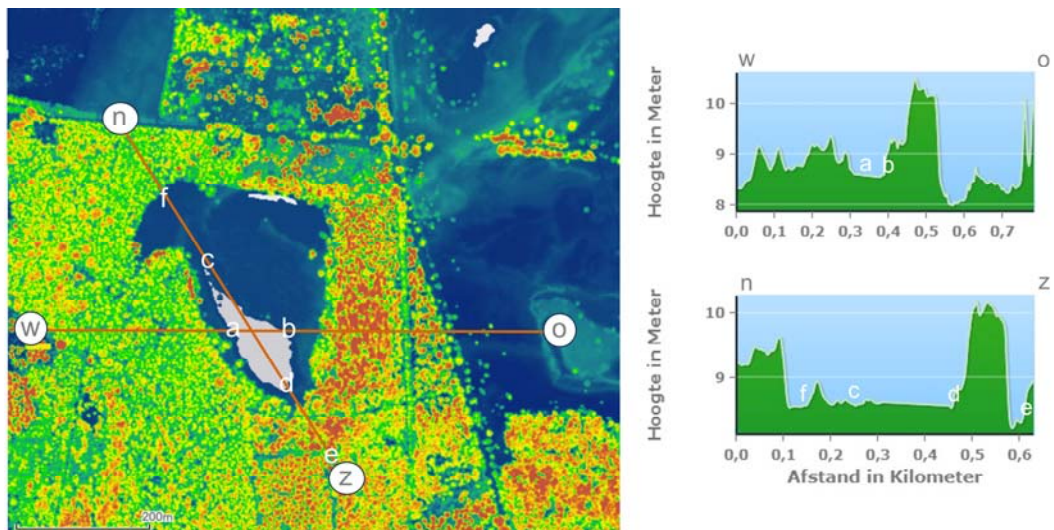 n
f
c
w
a
b
o
d
e
z
200m
w
o
Hoogte in Meter
10
9
8
a
b
0,0 0,1 0,2 0,3 0,4 0,5 0,6 0,7
n
z
Hoogte in Meter
10
9
f
c
d
e
0,0 0,1 0,2 0,3 0,4 0,5 0,6
Afstand in Kilometer